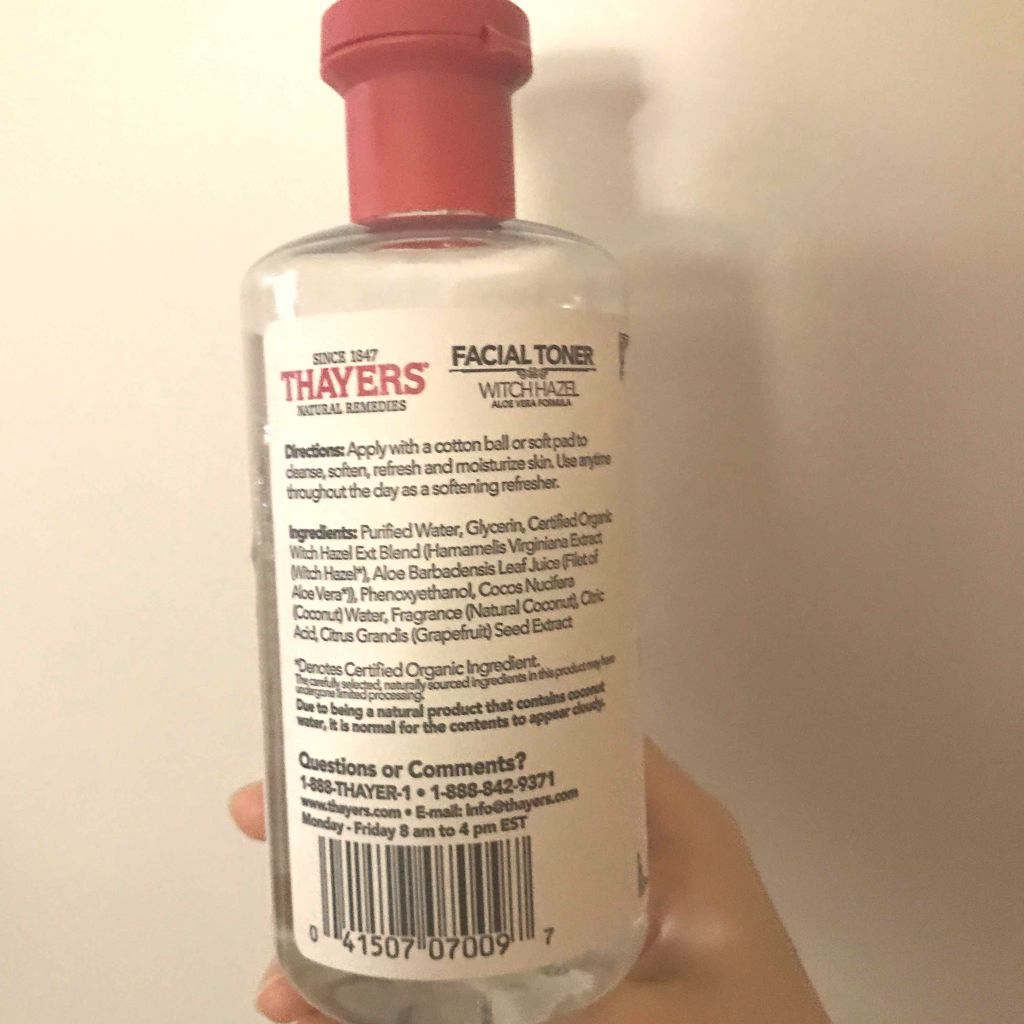 SINCE 1847
THAYERS®
NATURAL REMEDIES
FACIAL TONER
WITCH HAZEL
ALOE VERA FORMULA
Directions: Apply with a cotton ball or soft pad to
cleanse, soften, refresh and moisturize skin. Use anytime
throughout the day as a softening refresher.
Ingredients: Purified Water, Glycerin, Certified Organic
Witch Hazel Ext Blend (Hamamelis Virginiana Extract
(Witch Hazel*), Aloe Barbadensis Leaf Juice (Filet of
Aloe Vera*)), Phenoxyethanol, Cocos Nucifera
(Coconut) Water, Fragrance (Natural Coconut), Citric
Acid, Citrus Grandis (Grapefruit) Seed Extract
*Denotes Certified Organic Ingredient.
The carefully selected, naturally sourced ingredients in this product may have
undergone limited processing.
Due to being a natural product that contains coconut
water, it is normal for the contents to appear cloudy.
Questions or Comments?
1-888-THAYER-1 • 1-888-842-9371
www.thayers.com • E-mail: info@thayers.com
Monday - Friday 8 am to 4 pm EST
0 41507 07009 7